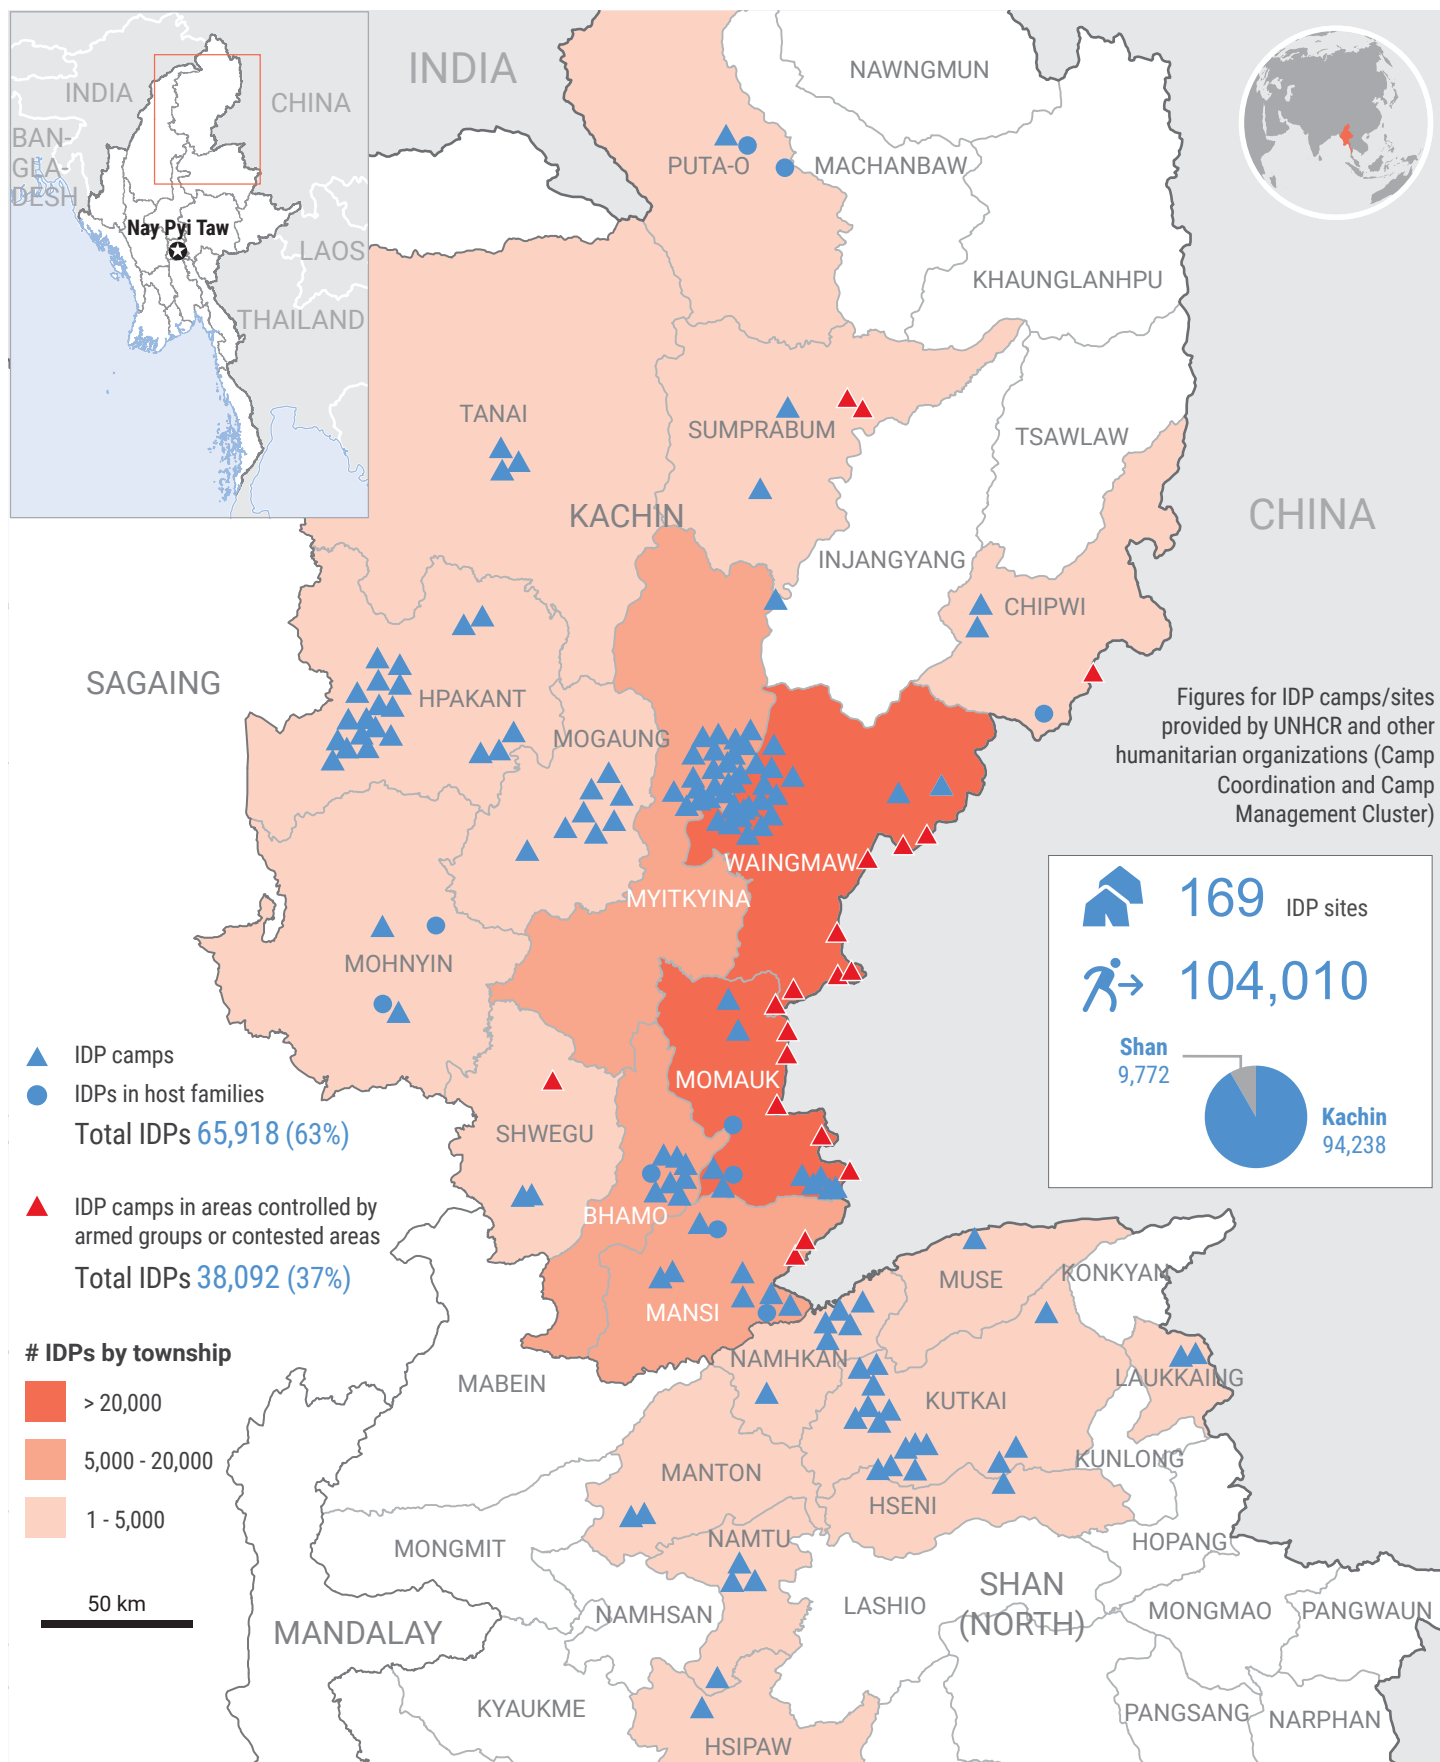 INDIA
CHINA
BAN-
GLA-
DESH
Nay Pyi Taw
LAOS
THAILAND
INDIA
NAWNGMUN
PUTA-O
MACHANBAW
KHAUNGLANHPU
TANAI
SUMPRABUM
TSAWLAW
KACHIN
CHINA
INJANGYANG
CHIPWI
SAGAING
HPAKANT
MOGAUNG
Figures for IDP camps/sites
provided by UNHCR and other
humanitarian organizations (Camp
Coordination and Camp
Management Cluster)
WAINGMAW
MYITKYINA
169 IDP sites
104,010
Shan
9,772
Kachin
94,238
MOHNYIN
IDP camps
IDPs in host families
Total IDPs 65,918 (63%)
MOMAUK
SHWEGU
IDP camps in areas controlled by
armed groups or contested areas
Total IDPs 38,092 (37%)
BHAMO
MANSI
MUSE
KONKYAN
# IDPs by township
> 20,000
5,000 - 20,000
1 - 5,000
50 km
NAMHKAN
MABEIN
LAUKKAING
KUTKAI
KUNLONG
MANTON
HSENI
NAMTU
HOPANG
MONGMIT
SHAN
(NORTH)
LASHIO
NAMHSAN
MONGMAO
PANGWAUN
MANDALAY
KYAUKME
PANGSANG
NARPHAN
HSIPAW